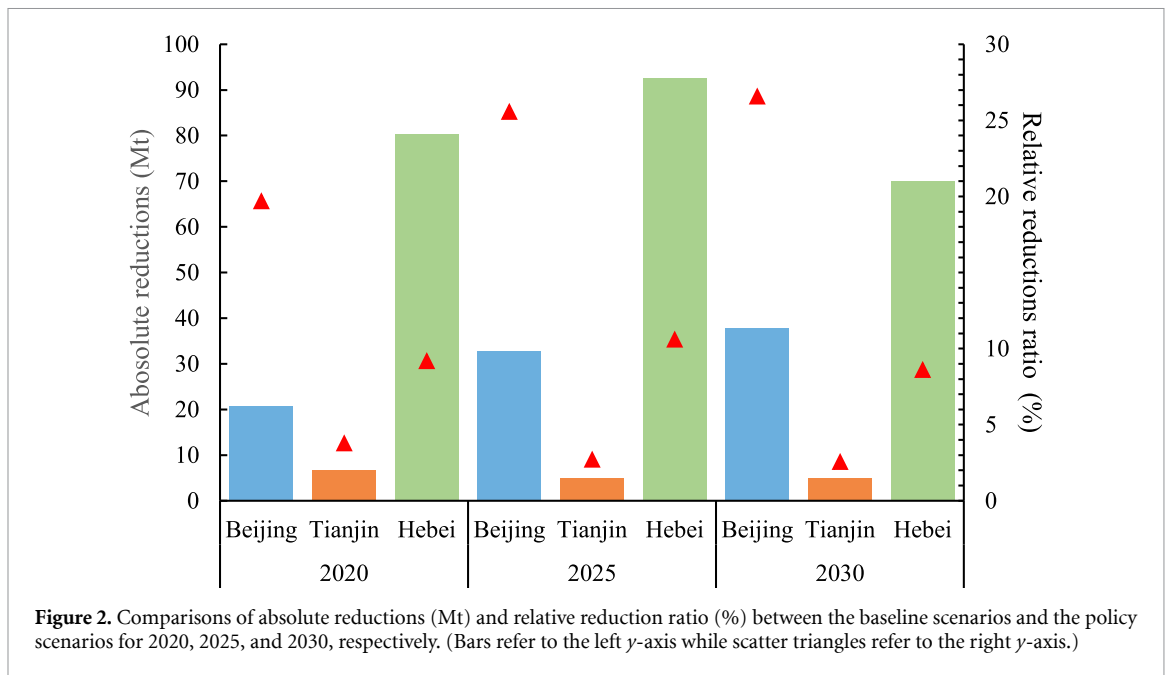 100
90
80
70
60
50
40
30
20
10
0
Abosolute reductions (Mt)
30
25
20
10
5
0
Relative reductions ratio (%)
Beijing Tianjin Hebei Beijing Tianjin Hebei Beijing Tianjin Hebei
2020 2025 2030
Figure 2. Comparisons of absolute reductions (Mt) and relative reduction ratio (%) between the baseline scenarios and the policy
scenarios for 2020, 2025, and 2030, respectively. (Bars refer to the left y-axis while scatter triangles refer to the right y-axis.)